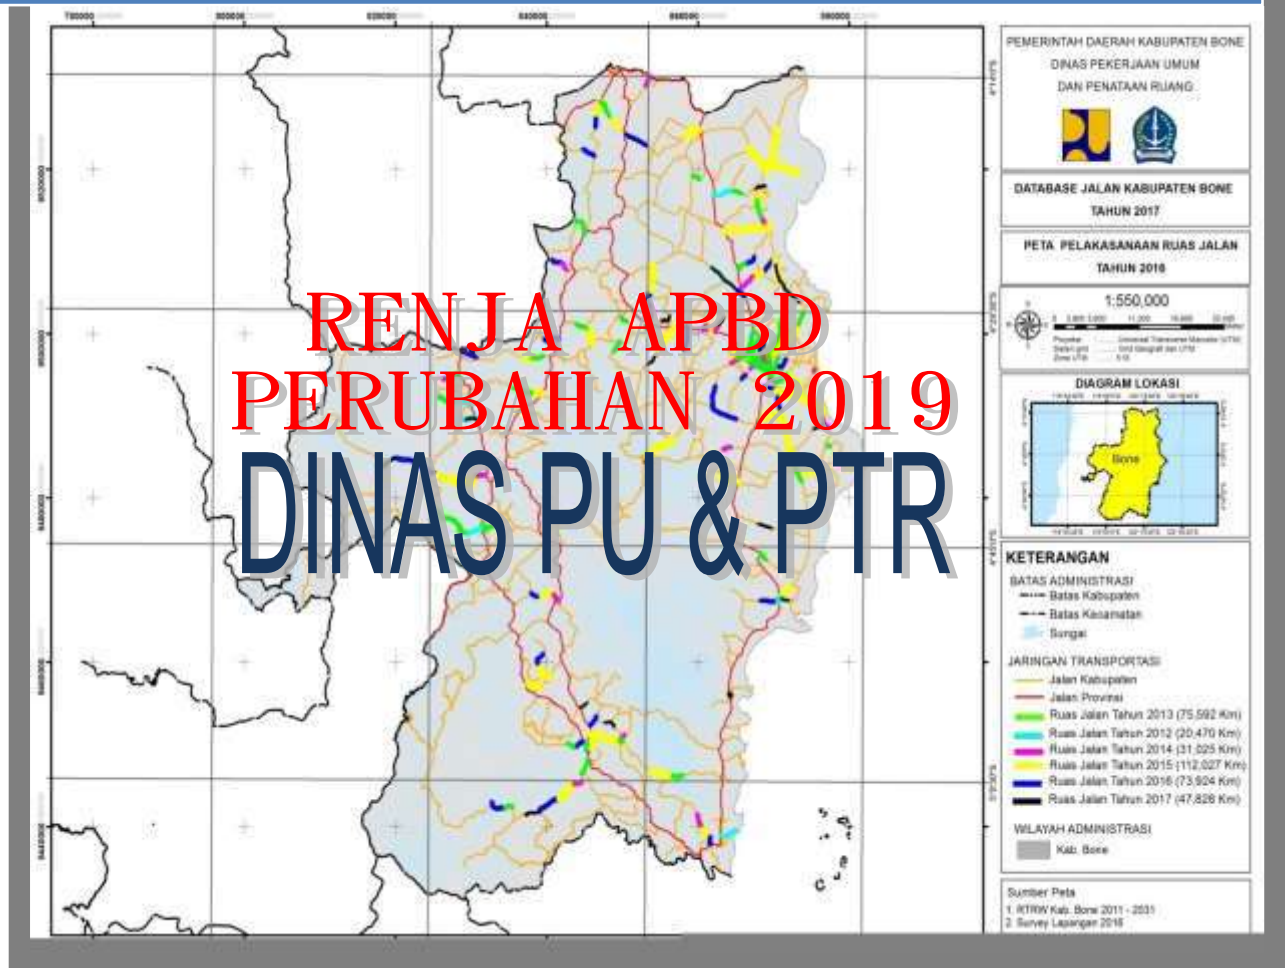 RENJA APBD
PERUBAHAN 2019
DINAS PU & PTR
PEMERINTAH DAERAH KABUPATEN BONE
DINAS PEKERJAAN UMUM
DAN PENATAAN RUANG
DATABASE JALAN KABUPATEN BONE
TAHUN 2017
PETA PELAKASANAAN RUAS JALAN
TAHUN 2016
1:550,000
DIAGRAM LOKASI
Bone
KETERANGAN
BATAS ADMINISTRASI
Batas Kabupaten
Batas Kecamatan
Sungai
JARINGAN TRANSPORTASI
Jalan Kabupaten
Jalan Provinsi
Ruas Jalan Tahun 2013 (75,592 Km)
Ruas Jalan Tahun 2012 (20,470 Km)
Ruas Jalan Tahun 2014 (31,025 Km)
Ruas Jalan Tahun 2015 (112,027 Km)
Ruas Jalan Tahun 2016 (73,924 Km)
Ruas Jalan Tahun 2017 (47,828 Km)
WILAYAH ADMINISTRASI
Kab. Bone
Sumber Peta
1. RTRW Kab. Bone 2011 - 2031
2. Survey Lapangan 2016